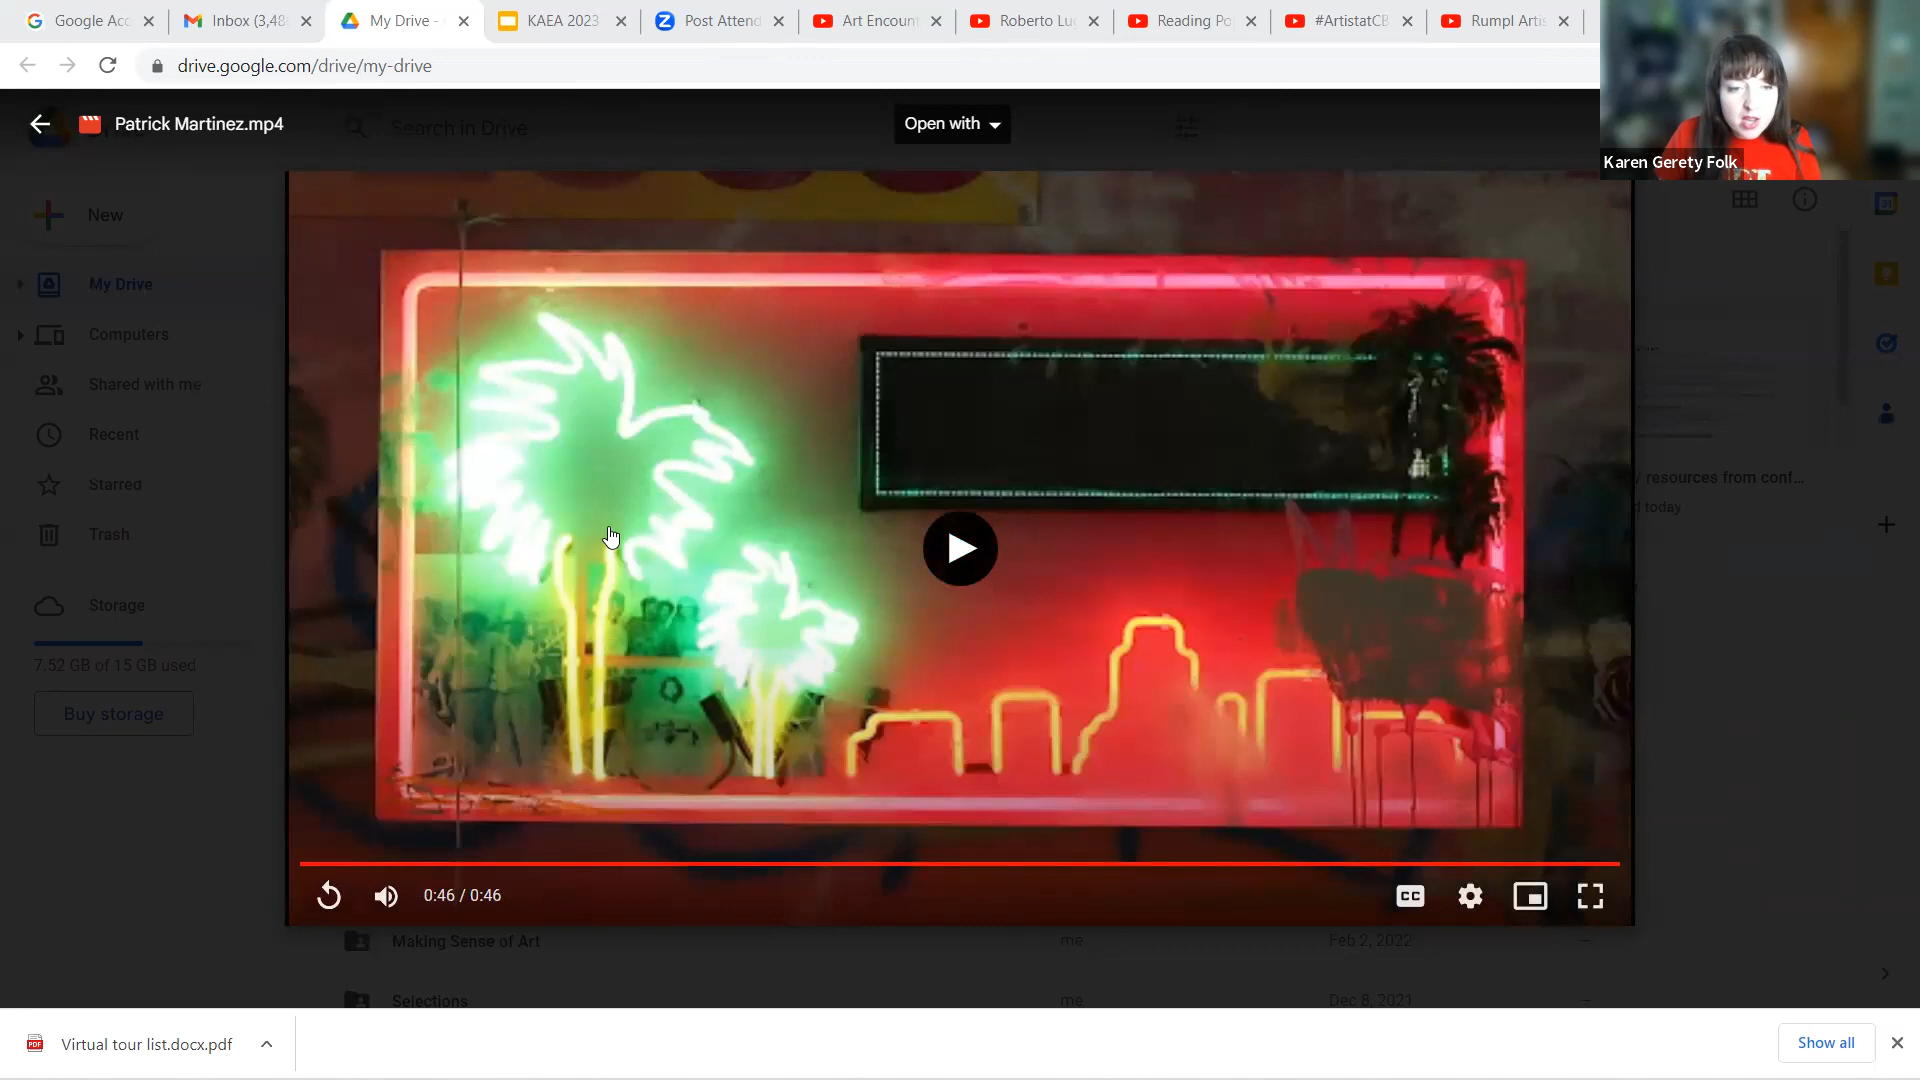 Google Acc
Inbox (3,48
My Drive -
KAEA 2023
Post Attend
Art Encount
Roberto Lug
Reading Po
#ArtistatCB
Rumpl Artis
drive.google.com/drive/my-drive
Patrick Martinez.mp4
Search in Drive
Open with
Karen Gerety Folk
New
31
My Drive
Computers
Shared with me
Recent
Starred
/ resources from conf...
d today
Trash
Storage
7.52 GB of 15 GB used
Buy storage
0:46 / 0:46
CC
Making Sense of Art me Feb 2, 2022 –
Selections me Dec 8, 2021 –
PDF
Virtual tour list.docx.pdf
Show all